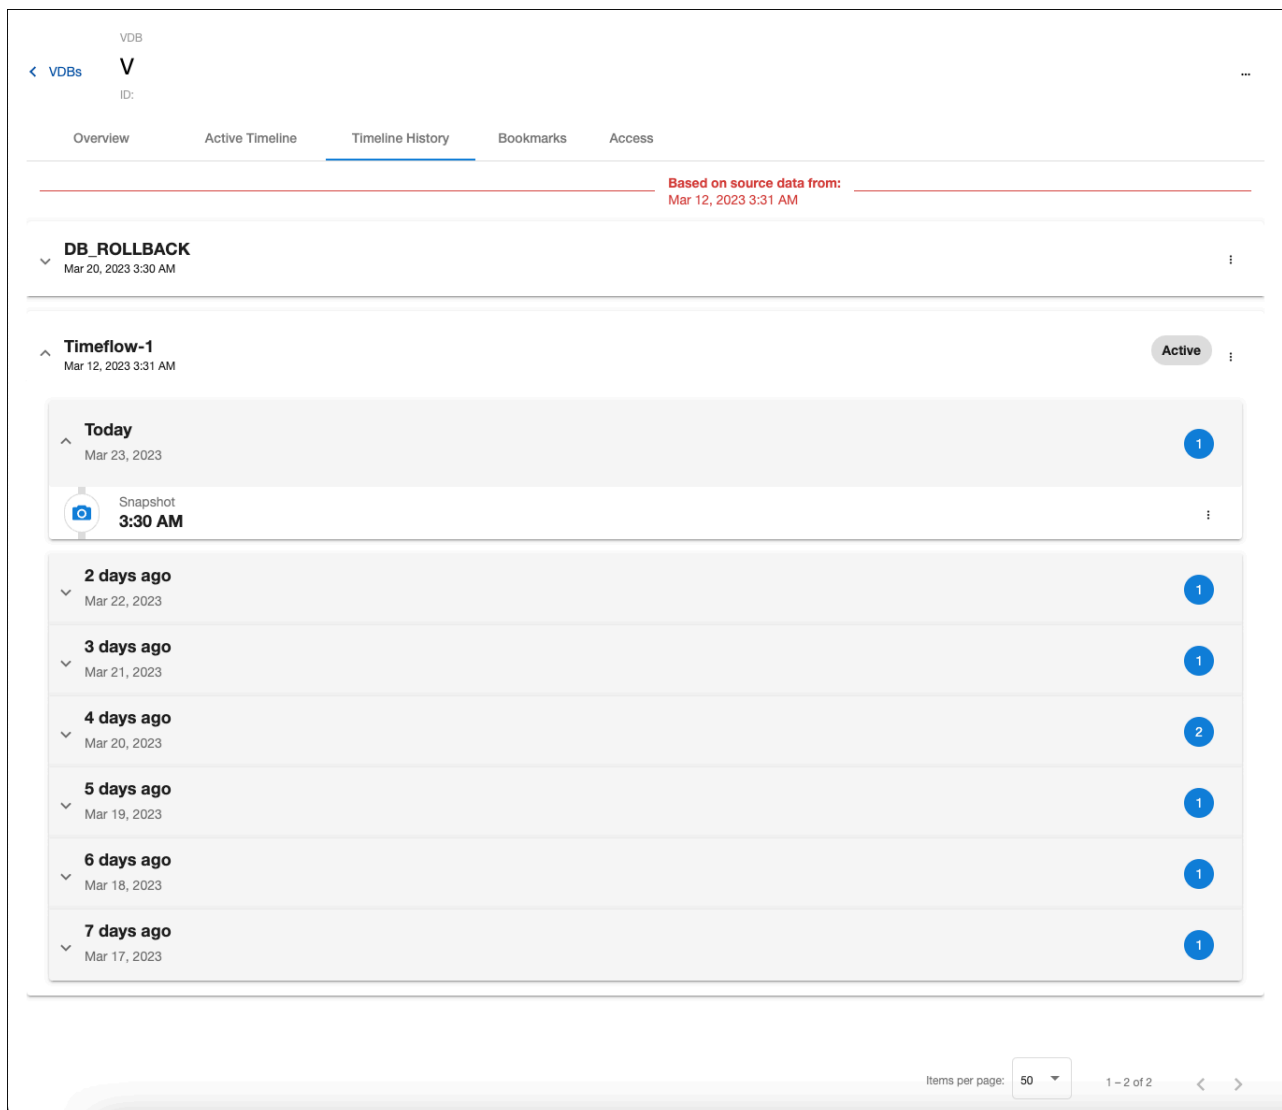 VDB
VDBs
V
...
ID:
Overview Active Timeline Timeline History Bookmarks Access
Based on source data from:
Mar 12, 2023 3:31 AM
DB_ROLLBACK
Mar 20, 2023 3:30 AM
Timeflow-1
Mar 12, 2023 3:31 AM
Active
Today
Mar 23, 2023
1
Snapshot
3:30 AM
2 days ago
Mar 22, 2023
1
3 days ago
Mar 21, 2023
1
4 days ago
Mar 20, 2023
2
5 days ago
Mar 19, 2023
1
6 days ago
Mar 18, 2023
1
7 days ago
Mar 17, 2023
1
Items per page: 50 1 – 2 of 2